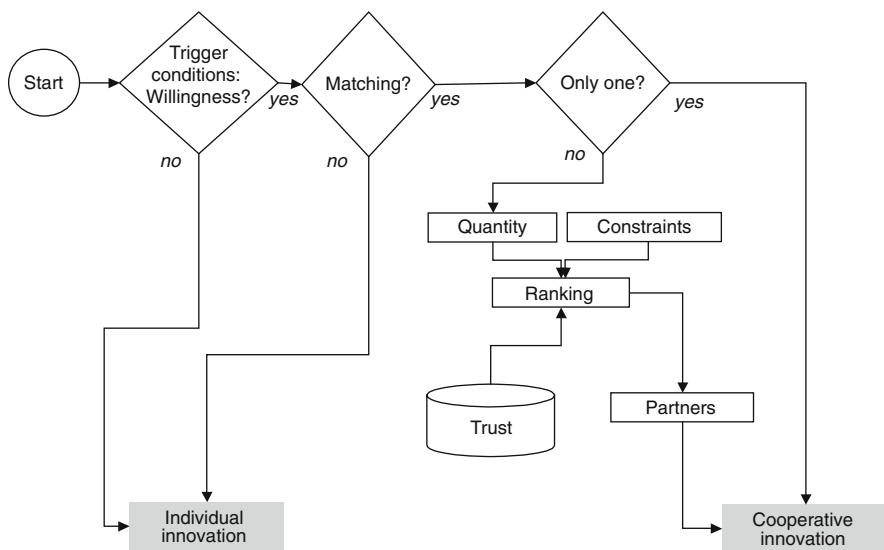 Start
Trigger
conditions:
Willingness?
yes
no
Matching?
yes
no
Only one?
yes
no
Quantity
Constraints
Ranking
Trust
Partners
Individual
innovation
Cooperative
innovation